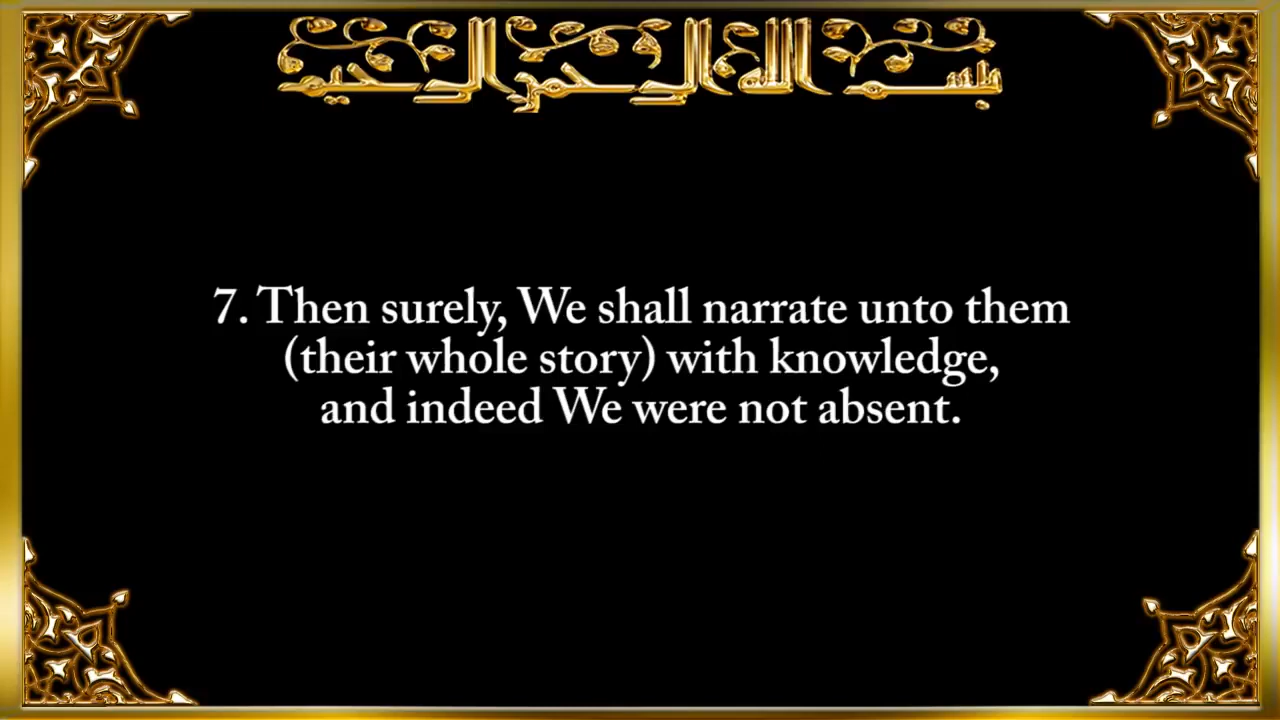 بسم الله الرحمن الرحيم
7. Then surely, We shall narrate unto them
(their whole story) with knowledge,
and indeed We were not absent.